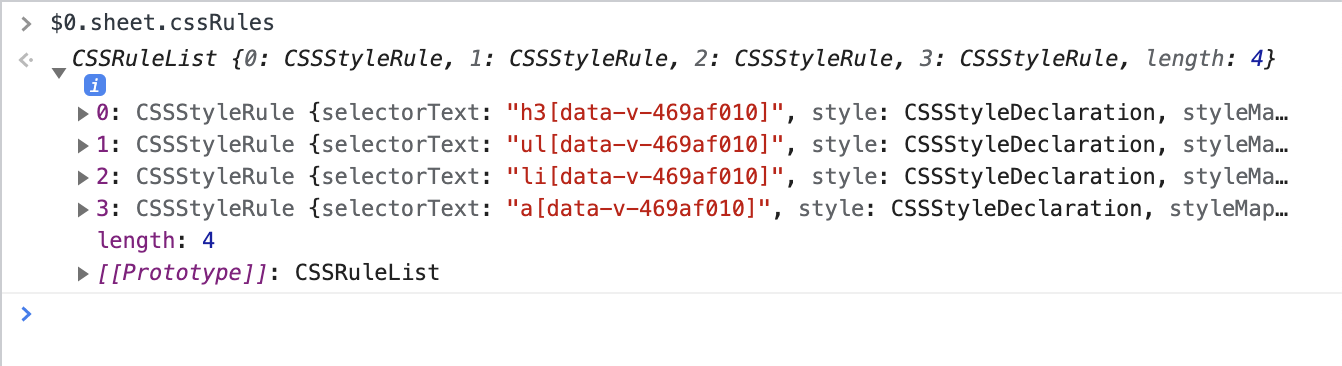 $0.sheet.cssRules
CSSRuleList {0: CSSStyleRule, 1: CSSStyleRule, 2: CSSStyleRule, 3: CSSStyleRule, length: 4}
i
0: CSSStyleRule {selectorText: "h3[data-v-469af010]", style: CSSStyleDeclaration, styleMa…
1: CSSStyleRule {selectorText: "ul[data-v-469af010]", style: CSSStyleDeclaration, styleMa…
2: CSSStyleRule {selectorText: "li[data-v-469af010]", style: CSSStyleDeclaration, styleMa…
3: CSSStyleRule {selectorText: "a[data-v-469af010]", style: CSSStyleDeclaration, styleMap…
length: 4
[[Prototype]]: CSSRuleList